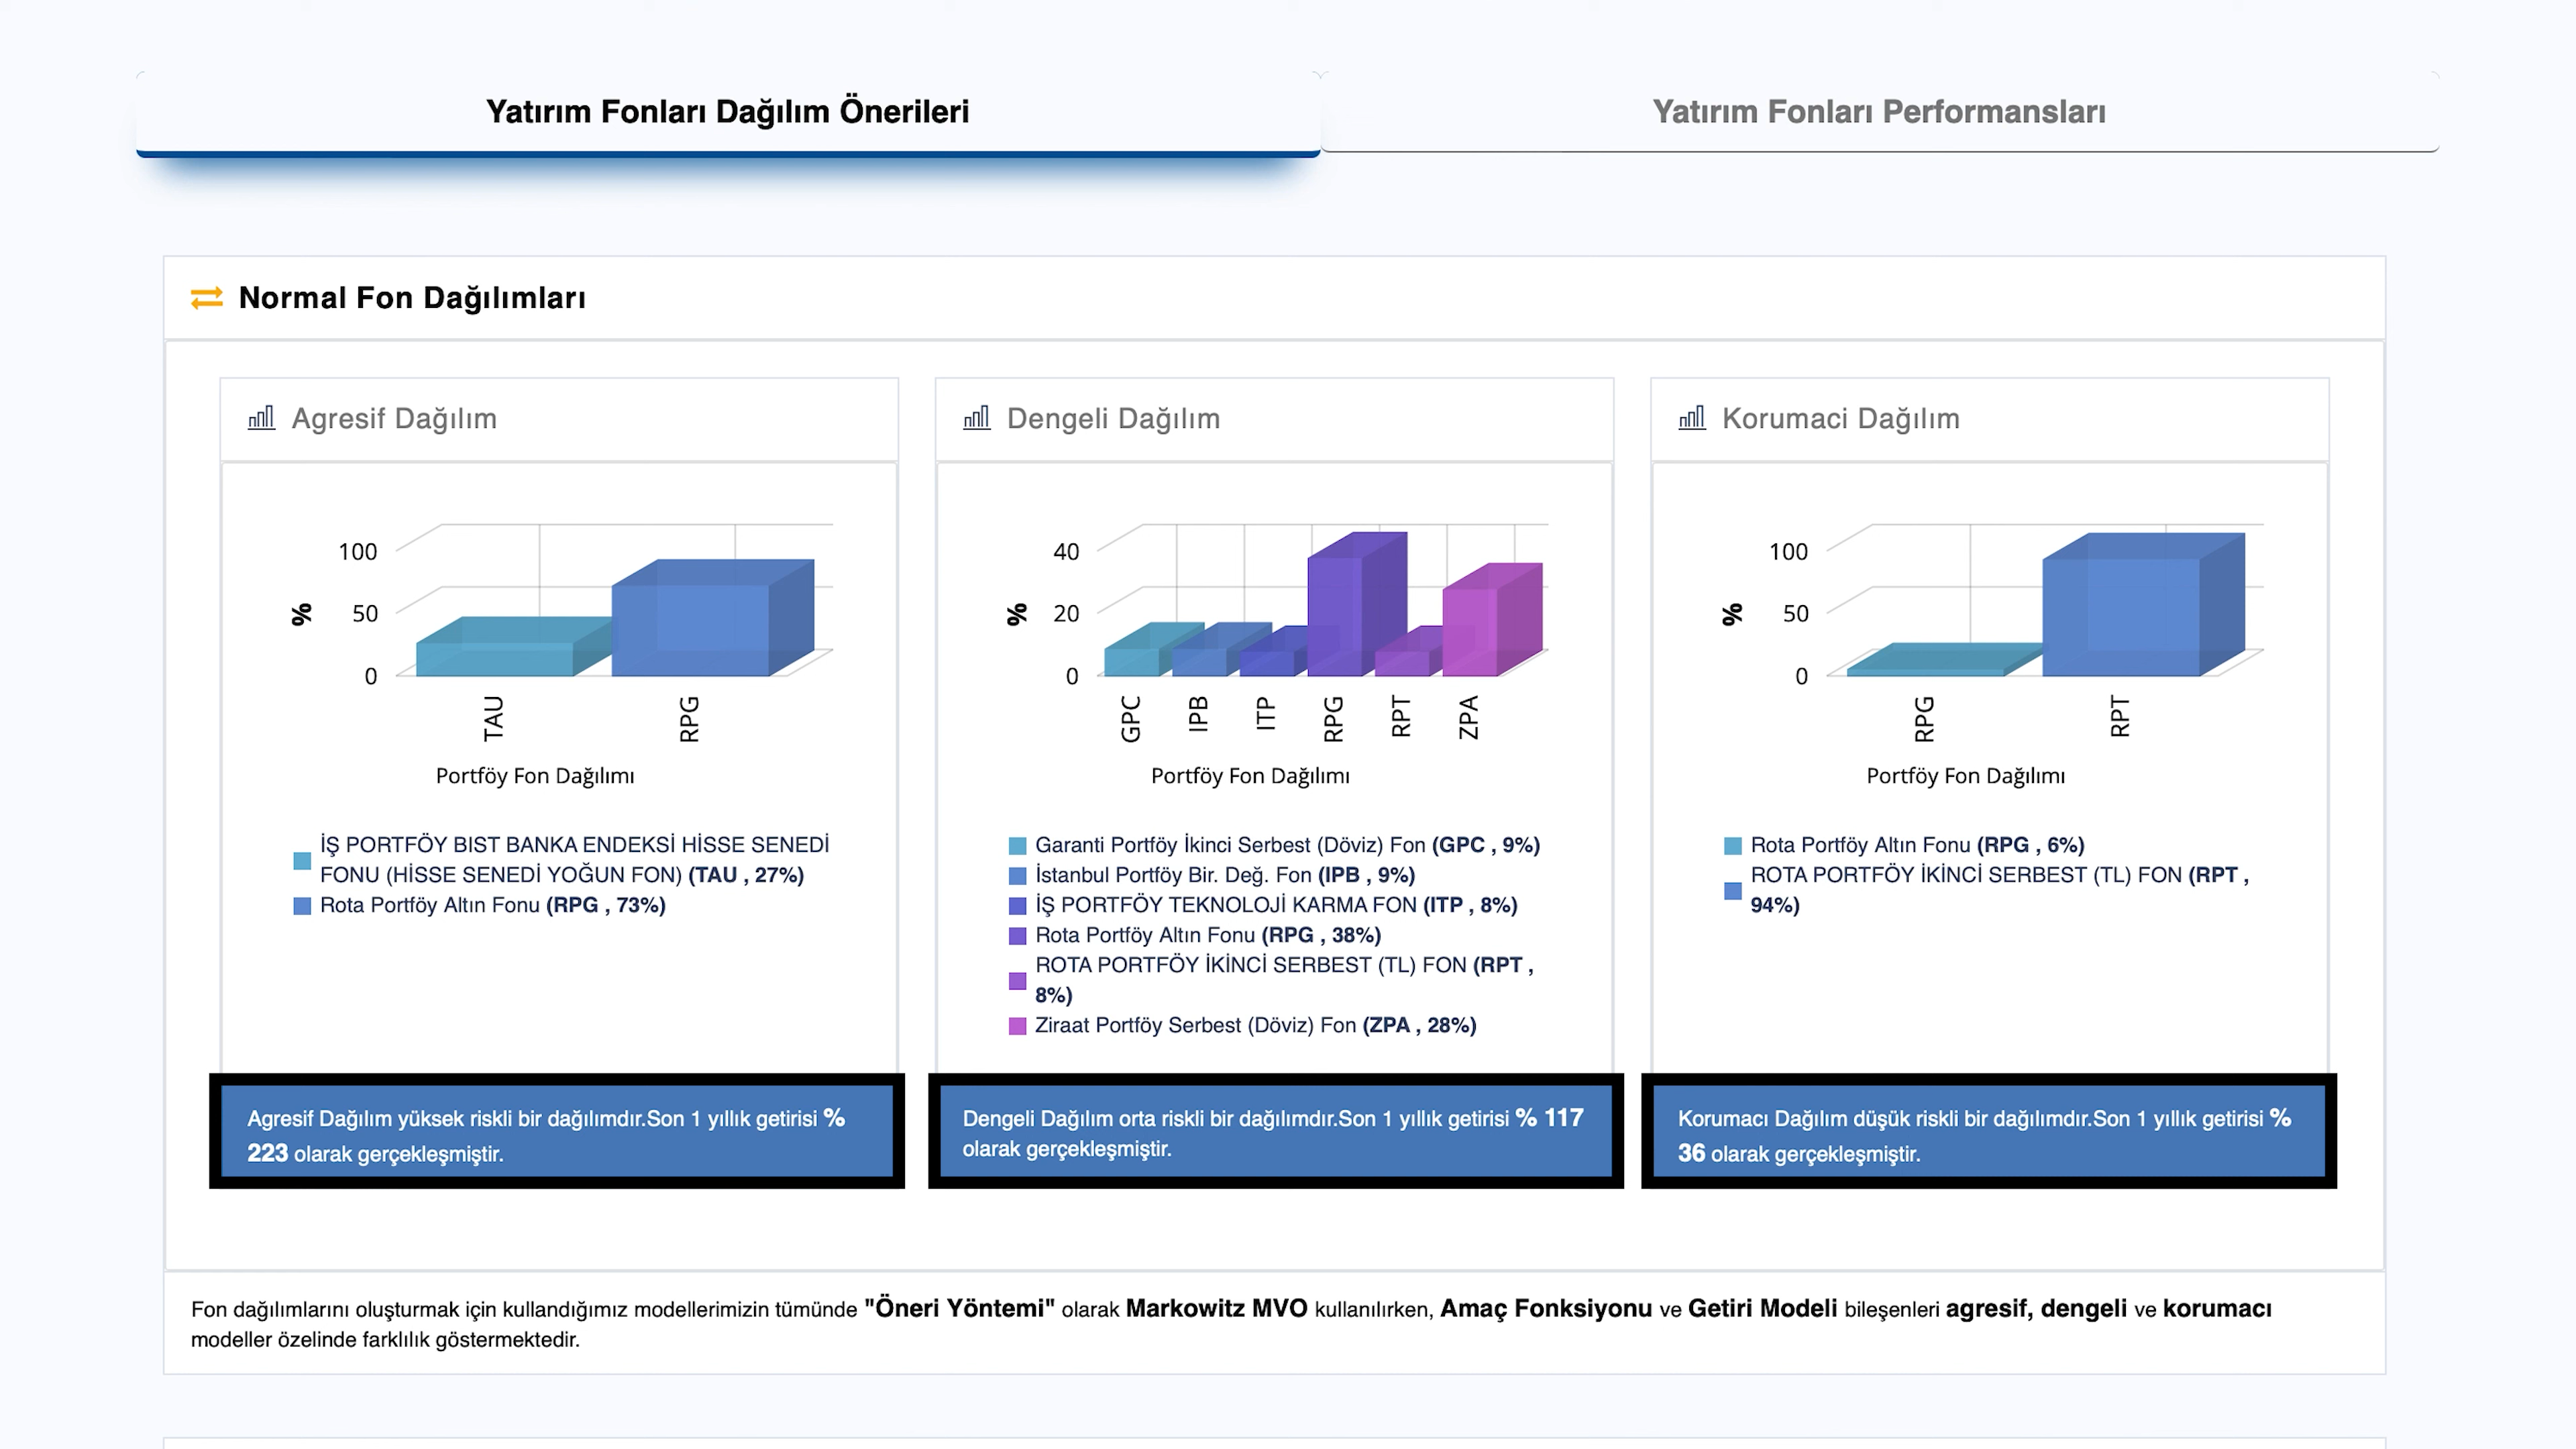 Yatırım Fonları Dağılım Önerileri
Yatırım Fonları Performansları
Normal Fon Dağılımları
Agresif Dağılım
100
50
0
%
TAU
RPG
Portföy Fon Dağılımı
İŞ PORTFÖY BIST BANKA ENDEKSİ HİSSE SENEDİ
FONU (HİSSE SENEDİ YOĞUN FON) (TAU , 27%)
Rota Portföy Altın Fonu (RPG , 73%)
Agresif Dağılım yüksek riskli bir dağılımdır.Son 1 yıllık getirisi %
223 olarak gerçekleşmiştir.
Dengeli Dağılım
40
20
0
%
GPC
IPB
ITP
RPG
RPT
ZPA
Portföy Fon Dağılımı
Garanti Portföy İkinci Serbest (Döviz) Fon (GPC , 9%)
İstanbul Portföy Bir. Değ. Fon (IPB , 9%)
İŞ PORTFÖY TEKNOLOJİ KARMA FON (ITP , 8%)
Rota Portföy Altın Fonu (RPG , 38%)
ROTA PORTFÖY İKİNCİ SERBEST (TL) FON (RPT ,
8%)
Ziraat Portföy Serbest (Döviz) Fon (ZPA , 28%)
Dengeli Dağılım orta riskli bir dağılımdır.Son 1 yıllık getirisi % 117
olarak gerçekleşmiştir.
Korumaci Dağılım
100
50
0
%
RPG
RPT
Portföy Fon Dağılımı
Rota Portföy Altın Fonu (RPG , 6%)
ROTA PORTFÖY İKİNCİ SERBEST (TL) FON (RPT ,
94%)
Korumacı Dağılım düşük riskli bir dağılımdır.Son 1 yıllık getirisi %
36 olarak gerçekleşmiştir.
Fon dağılımlarını oluşturmak için kullandığımız modellerimizin tümünde "Öneri Yöntemi" olarak Markowitz MVO kullanılırken, Amaç Fonksiyonu ve Getiri Modeli bileşenleri agresif, dengeli ve korumacı
modeller özelinde farklılık göstermektedir.